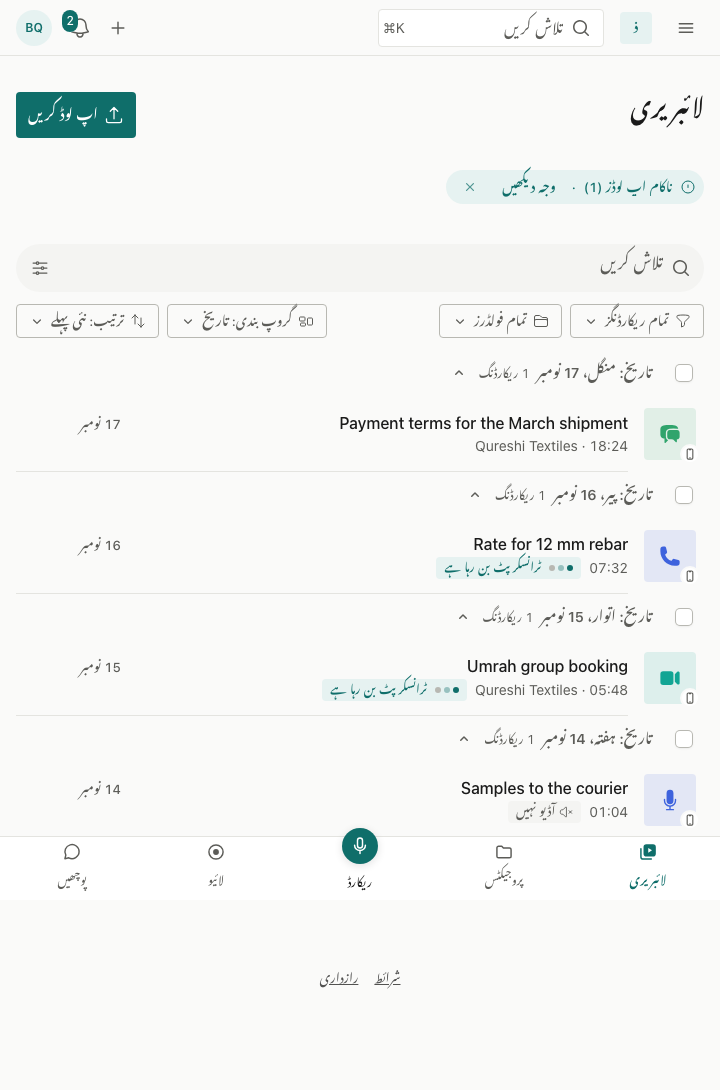 ذ
تلاش کریں
⌘K
2
BQ
لائبریری
اپ لوڈ کریں
ناکام اپ لوڈز (1) · وجہ دیکھیں
تلاش کریں
تمام ریکارڈنگز
تمام فولڈرز
گروپ بندی: تاریخ
ترتیب: نئی پہلے
تاریخ: منگل، 17 نومبر 1 ریکارڈنگ
Payment terms for the March shipment
17 نومبر
Qureshi Textiles · 18:24
تاریخ: پیر، 16 نومبر 1 ریکارڈنگ
Rate for 12 mm rebar
16 نومبر
07:32 ٹرانسکرپٹ بن رہا ہے
تاریخ: اتوار، 15 نومبر 1 ریکارڈنگ
Umrah group booking
15 نومبر
Qureshi Textiles · 05:48 ٹرانسکرپٹ بن رہا ہے
تاریخ: ہفتہ، 14 نومبر 1 ریکارڈنگ
Samples to the courier
14 نومبر
01:04 آڈیو نہیں
لائبریری
پروجیکٹس
ریکارڈ
لائیو
پوچھیں
شرائط
رازداری